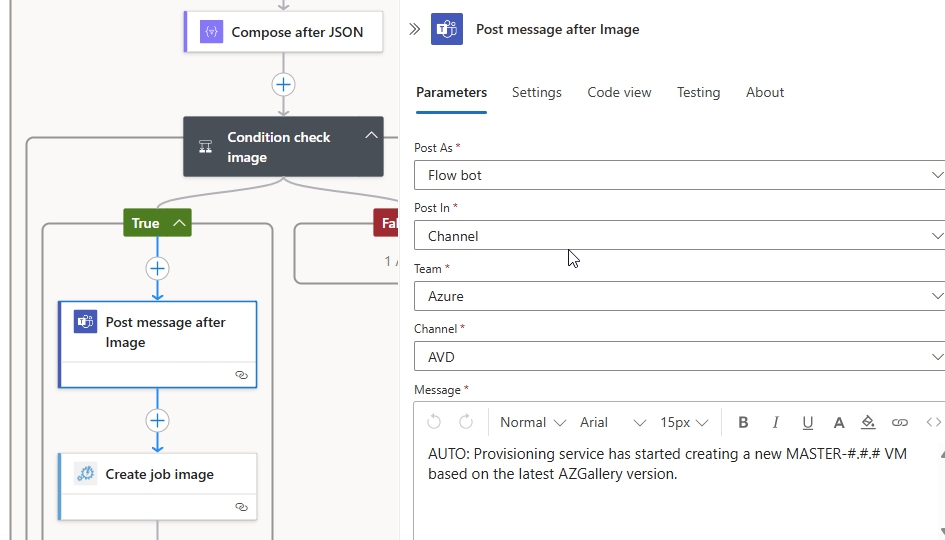 Compose after JSON
Condition check
image
True
Fal
1 A
Post message after
Image
Create job image
Post message after Image
Parameters
Settings
Code view
Testing
About
Post As *
Flow bot
Post In *
Channel
Team *
Azure
Channel *
AVD
Message *
Normal
Arial
15px
B
I
U
A
AUTO: Provisioning service has started creating a new MASTER-#.#.# VM
based on the latest AZGallery version.